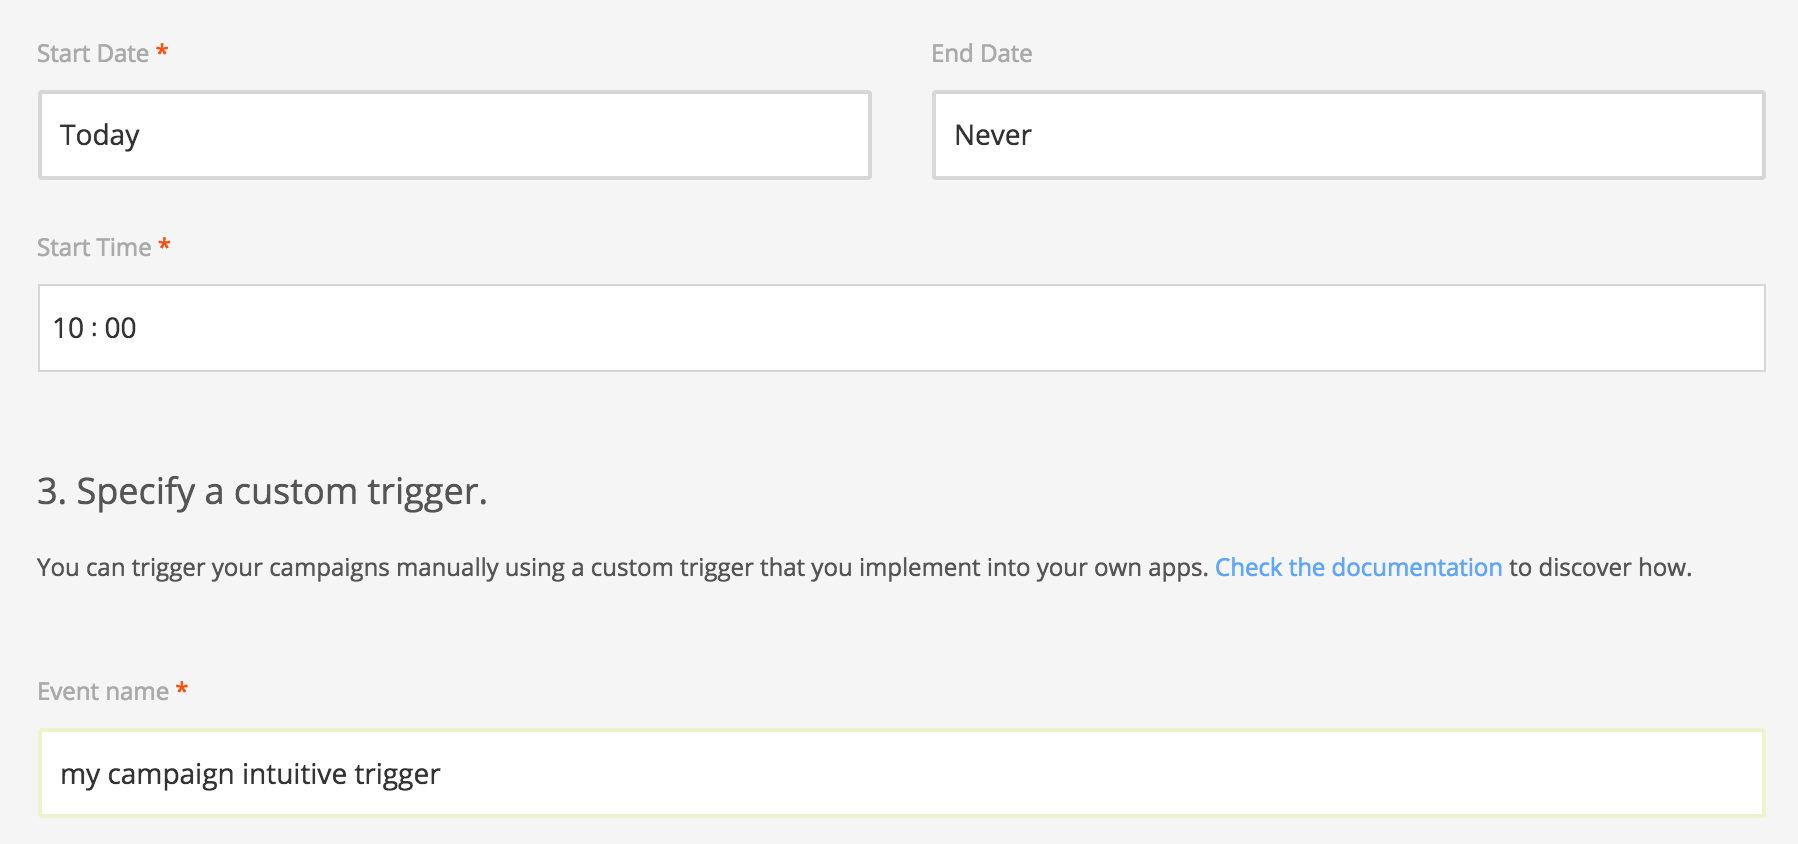 Start Date *
End Date
Today
Never
Start Time *
10 : 00
3. Specify a custom trigger.
You can trigger your campaigns manually using a custom trigger that you implement into your own apps. Check the documentation to discover how.
Event name *
my campaign intuitive trigger